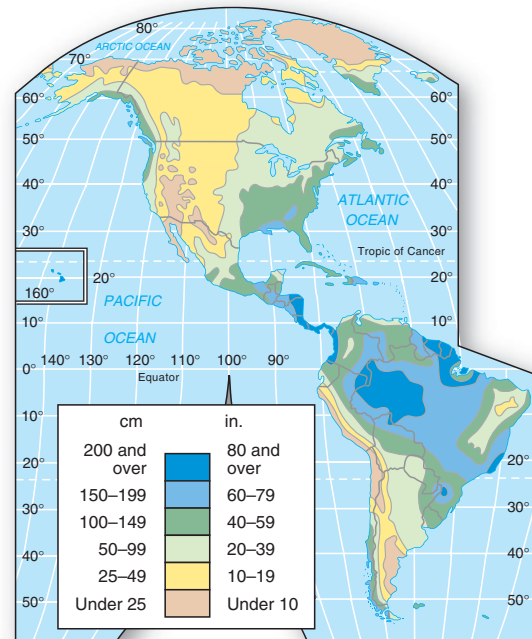 80°
ARCTIC OCEAN
70°
60° 60°
50° 50°
40° 40°
ATLANTIC
OCEAN
30° 30°
Tropic of Cancer
20° 20°
160°
PACIFIC
10° 10°
OCEAN
140° 130° 120° 110° 100° 90°
0° 0°
Equator
10° 10°
cm in.
200 and over 80 and over
20° 20°
150–199 60–79
30° 100–149 40–59 30°
50–99 20–39
40° 40°
25–49 10–19
50° Under 25 Under 10 50°